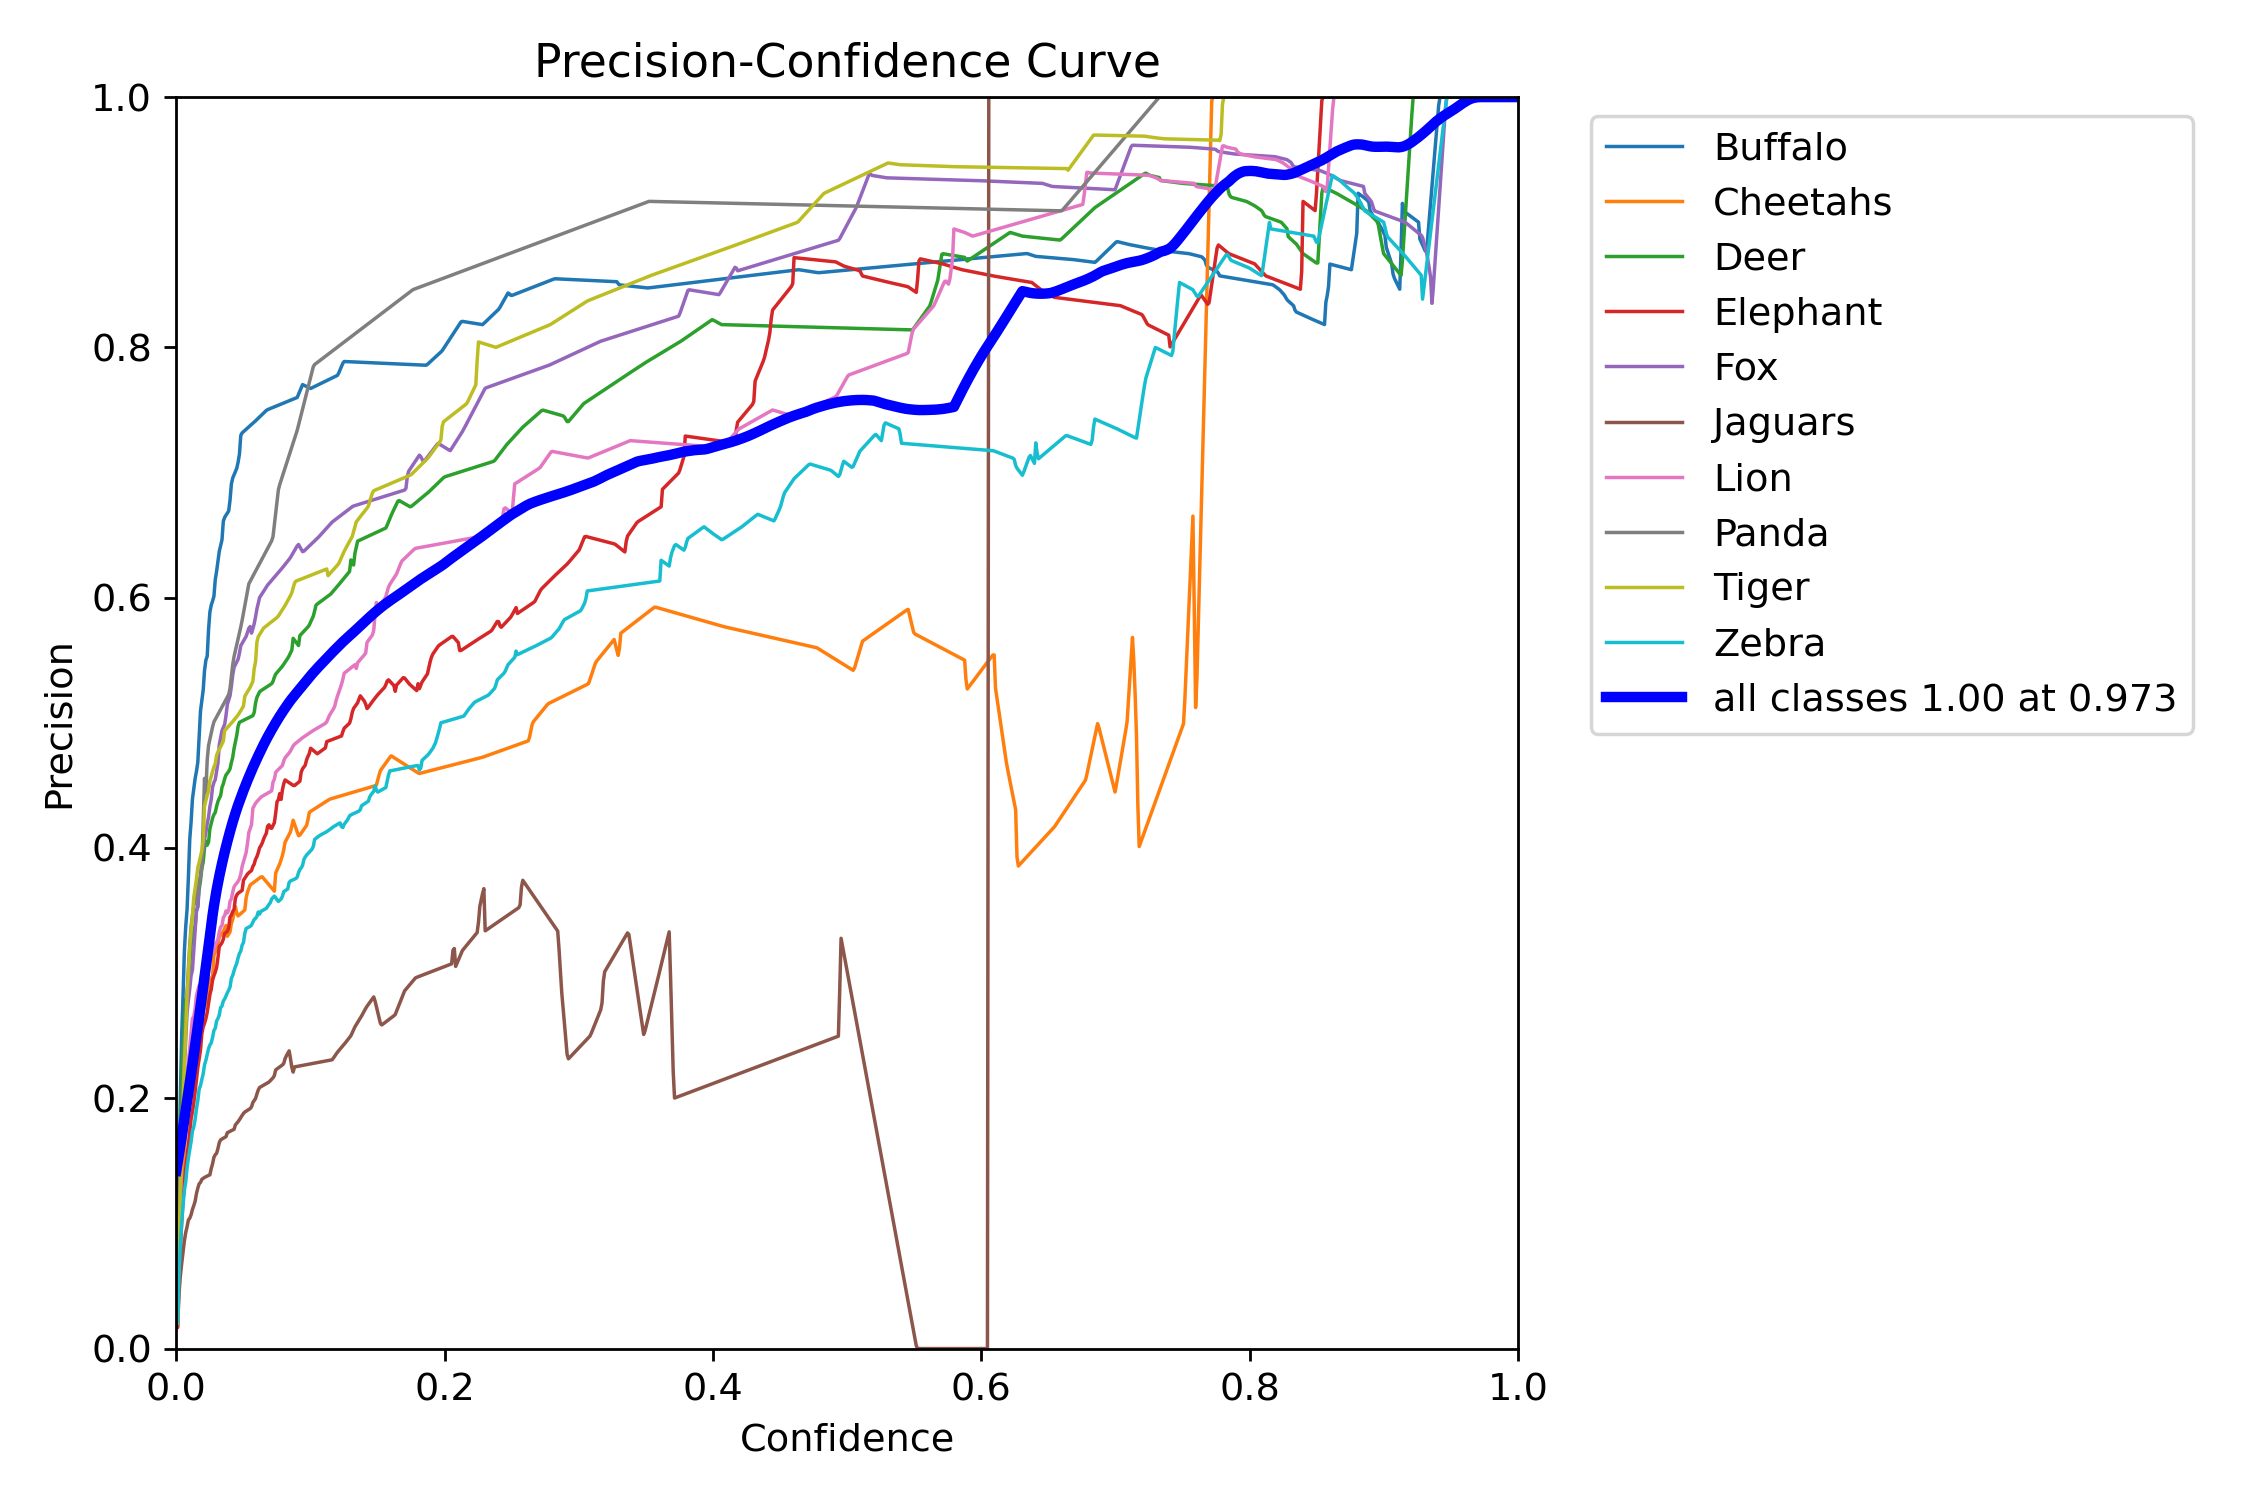 Precision-Confidence Curve
1.0
0.8
0.6
0.4
0.2
0.0
Precision
0.0 0.2 0.4 0.6 0.8 1.0
Confidence
Buffalo
Cheetahs
Deer
Elephant
Fox
Jaguars
Lion
Panda
Tiger
Zebra
all classes 1.00 at 0.973